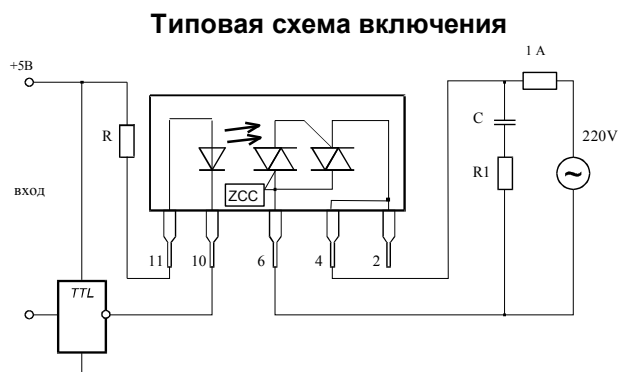 Типовая схема включения
+5В
1 А
R
C
220V
R1
вход
ZCC
~
11 10 6 4 2
TTL